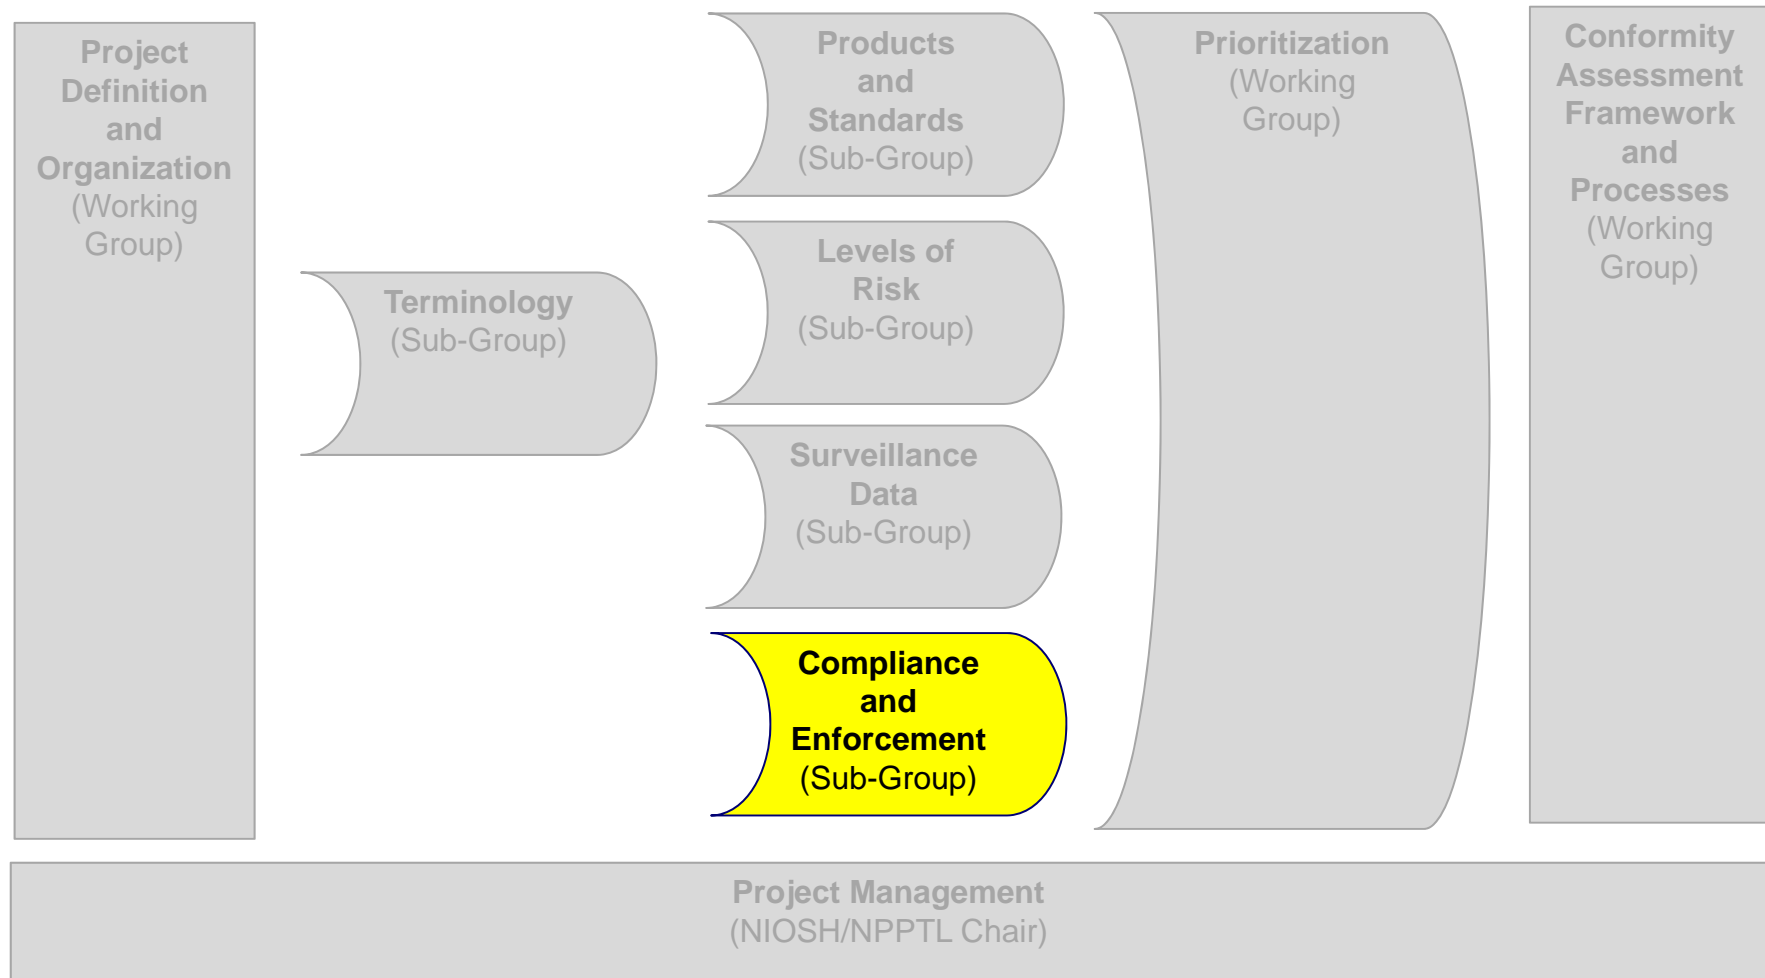 Project
Definition
and
Organization
(Working
Group)
Terminology
(Sub-Group)
Products
and
Standards
(Sub-Group)
Levels of
Risk
(Sub-Group)
Surveillance
Data
(Sub-Group)
Compliance
and
Enforcement
(Sub-Group)
Prioritization
(Working
Group)
Conformity
Assessment
Framework
and
Processes
(Working
Group)
Project Management
(NIOSH/NPPTL Chair)